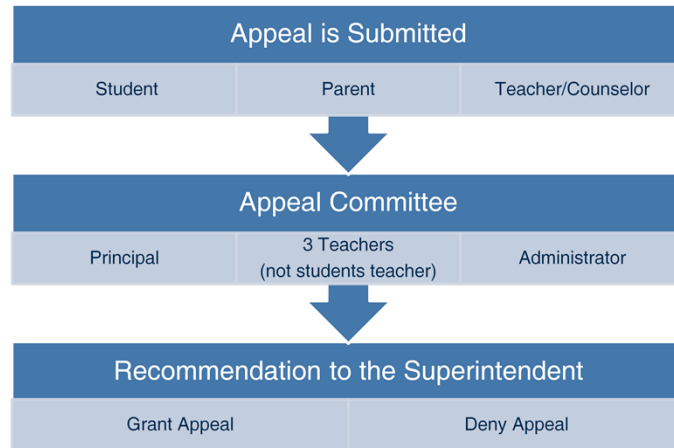 Appeal is Submitted
Student
Parent
Teacher/Counselor
Appeal Committee
Principal
3 Teachers
(not students teacher)
Administrator
Recommendation to the Superintendent
Grant Appeal
Deny Appeal